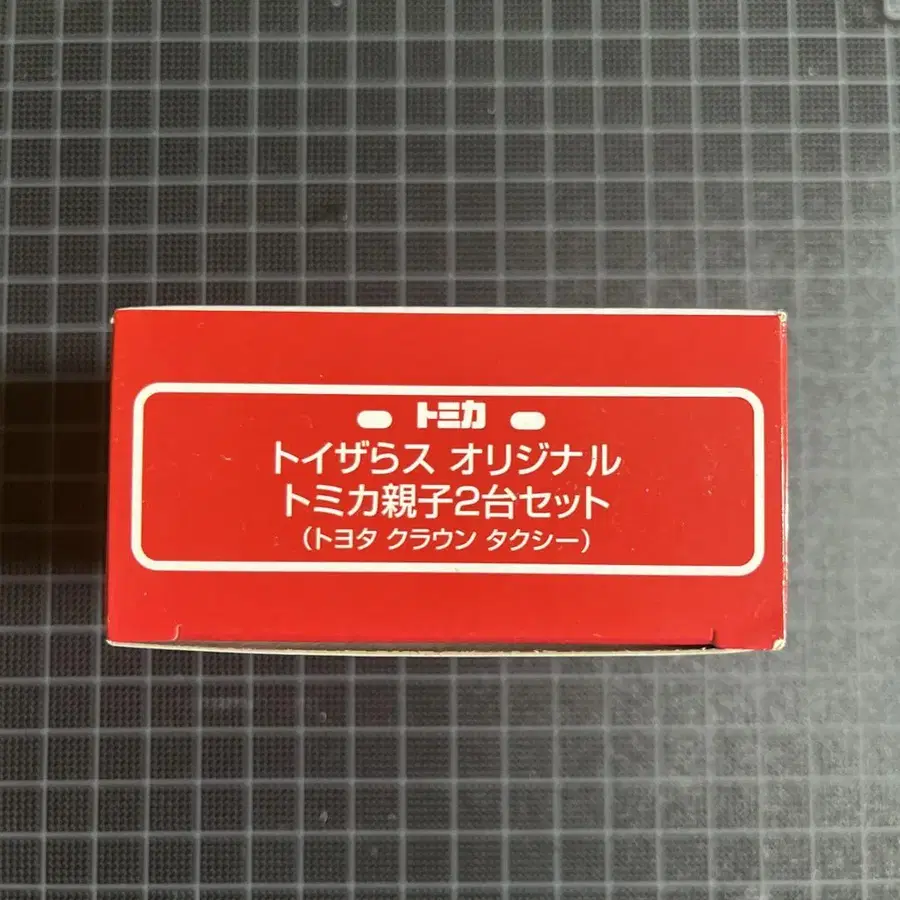 トミカ
トイザらス オリジナル
トミカ親子2台セット
(トヨタ クラウン タクシー)